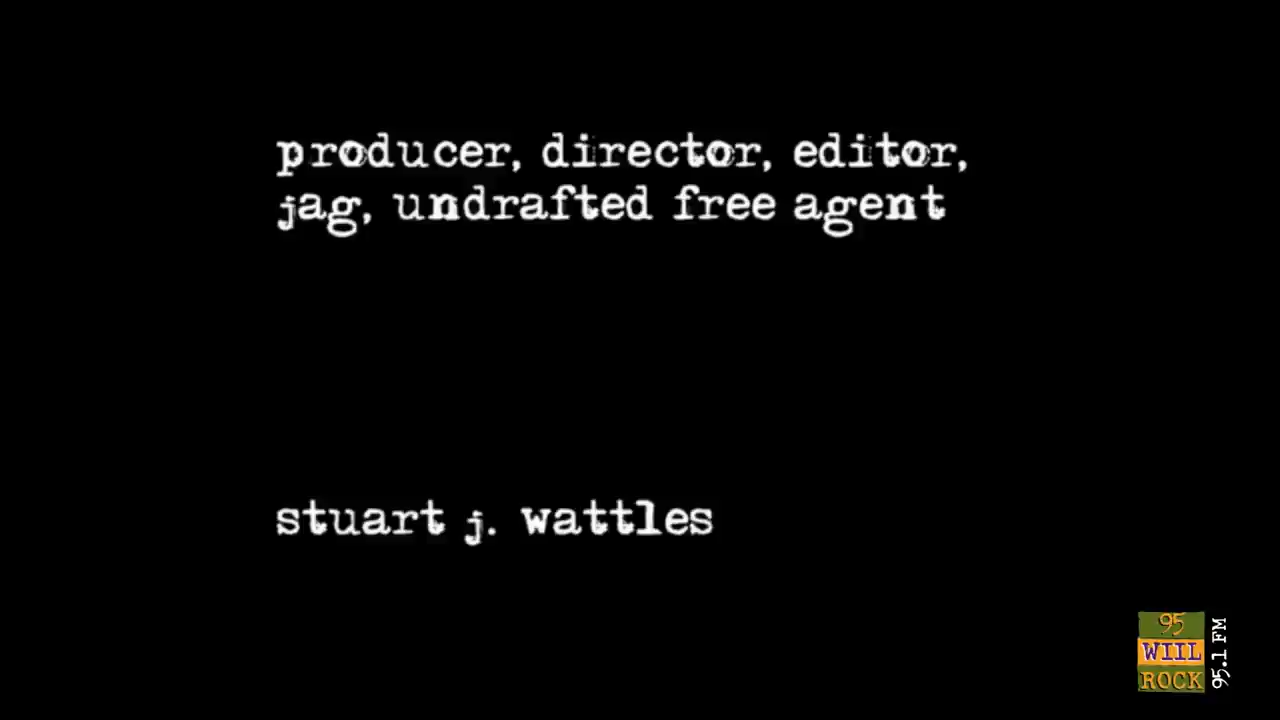 producer, director, editor,
jag, undrafted free agent
stuart j. wattles
95
WIIL
ROCK
95.1 FM